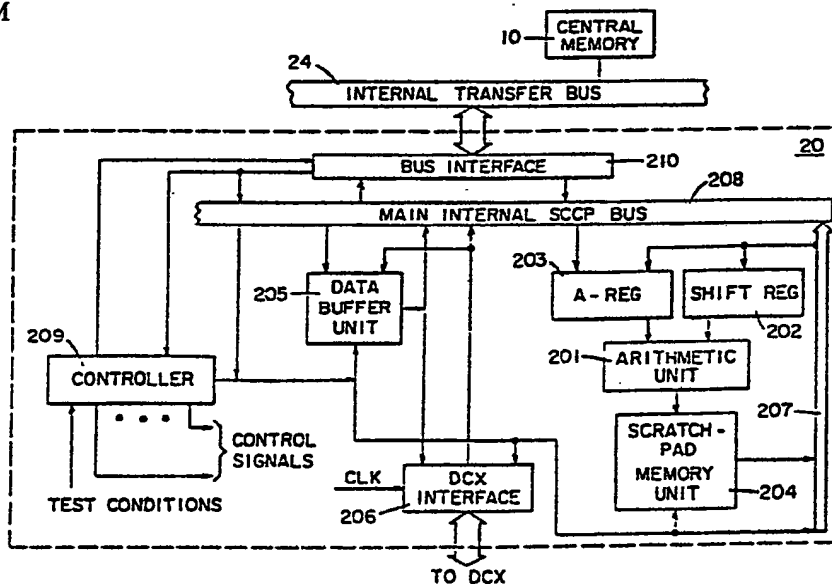 M
CENTRAL
MEMORY
10
24
INTERNAL TRANSFER BUS
20
BUS INTERFACE
210
208
MAIN INTERNAL SCCP BUS
203
205
DATA
BUFFER
UNIT
A-REG
SHIFT REG
202
209
CONTROLLER
201
ARITHMETIC
UNIT
207
CONTROL
SIGNALS
SCRATCH-
PAD
MEMORY
UNIT
204
CLK
DCX
INTERFACE
206
TEST CONDITIONS
TO DCX